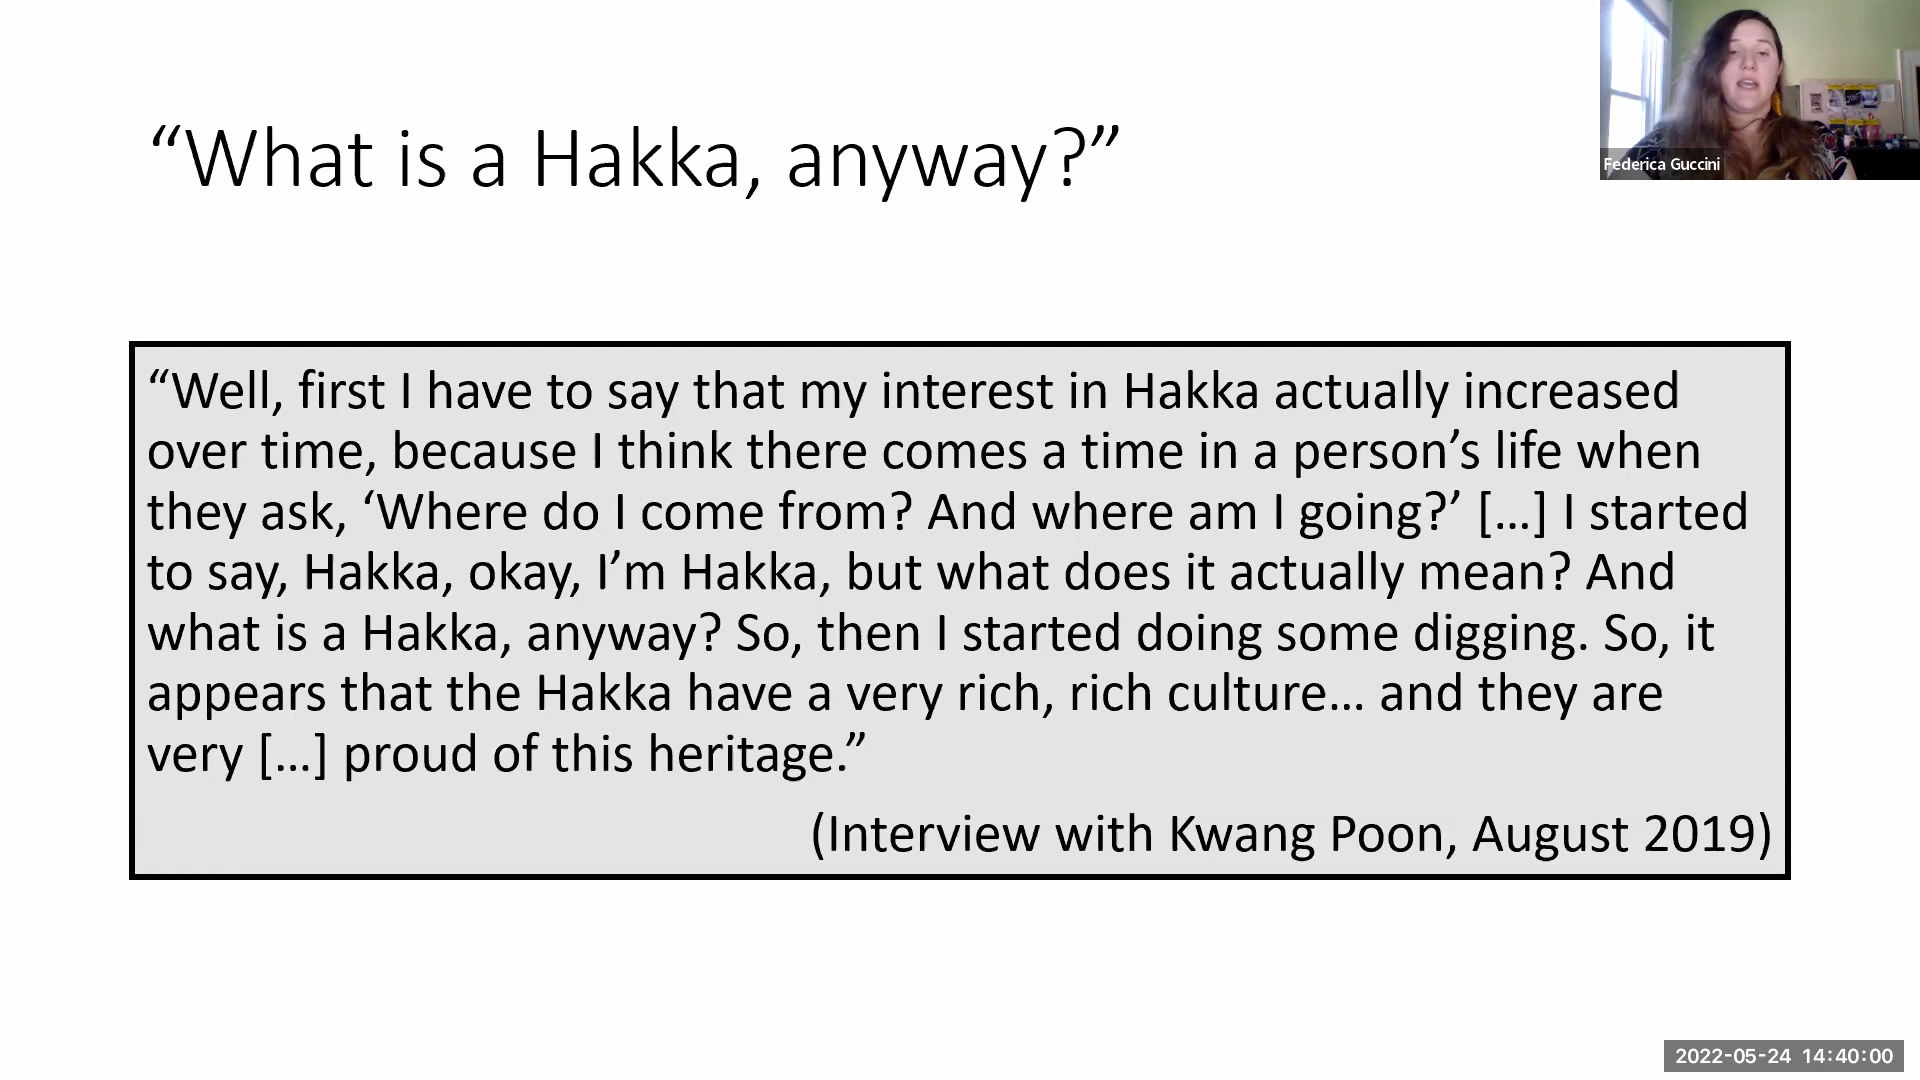 “What is a Hakka, anyway?”
Federica Guccini
“Well, first I have to say that my interest in Hakka actually increased
over time, because I think there comes a time in a person’s life when
they ask, ‘Where do I come from? And where am I going?’ […] I started
to say, Hakka, okay, I’m Hakka, but what does it actually mean? And
what is a Hakka, anyway? So, then I started doing some digging. So, it
appears that the Hakka have a very rich, rich culture… and they are
very […] proud of this heritage.”
(Interview with Kwang Poon, August 2019)
2022-05-24 14:40:00